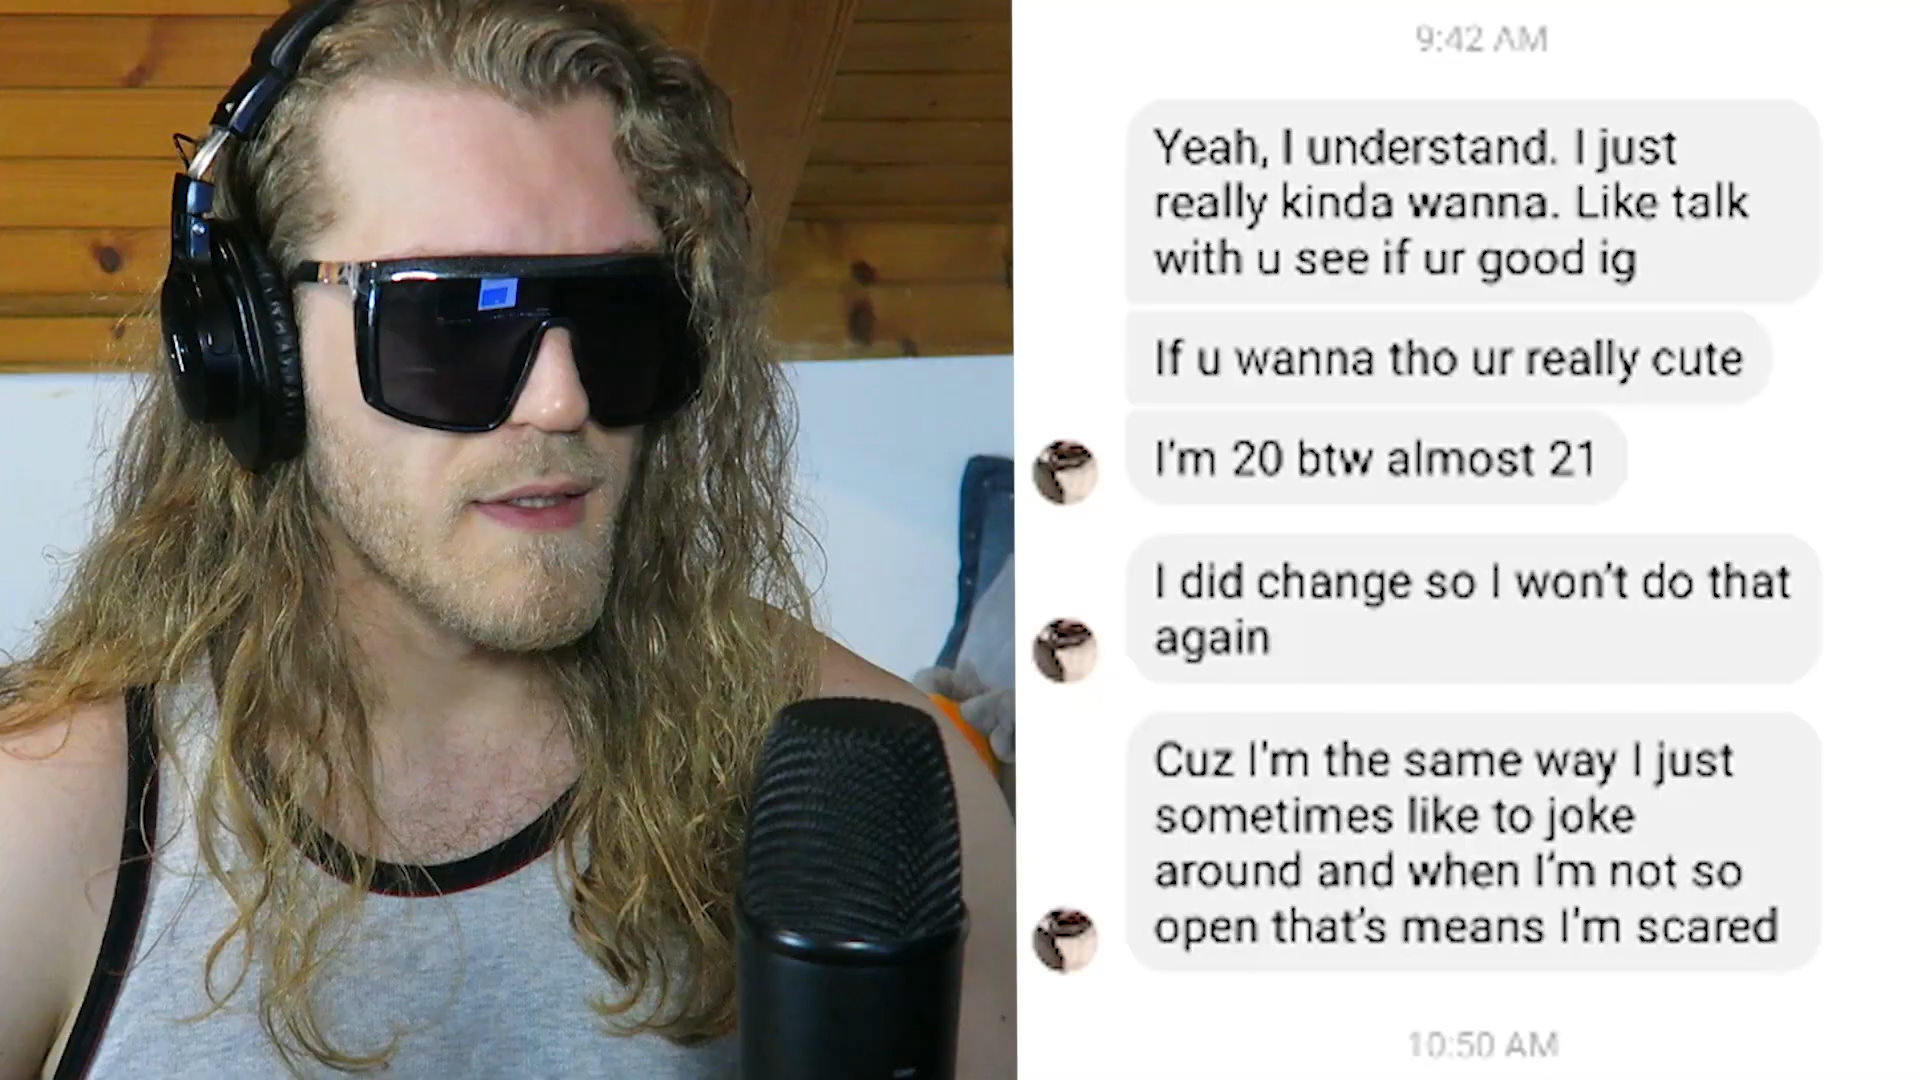 9:42 AM
Yeah, I understand. I just
really kinda wanna. Like talk
with u see if ur good ig
If u wanna tho ur really cute
I'm 20 btw almost 21
I did change so I won't do that
again
Cuz I'm the same way I just
sometimes like to joke
around and when I'm not so
open that's means I'm scared
10:50 AM